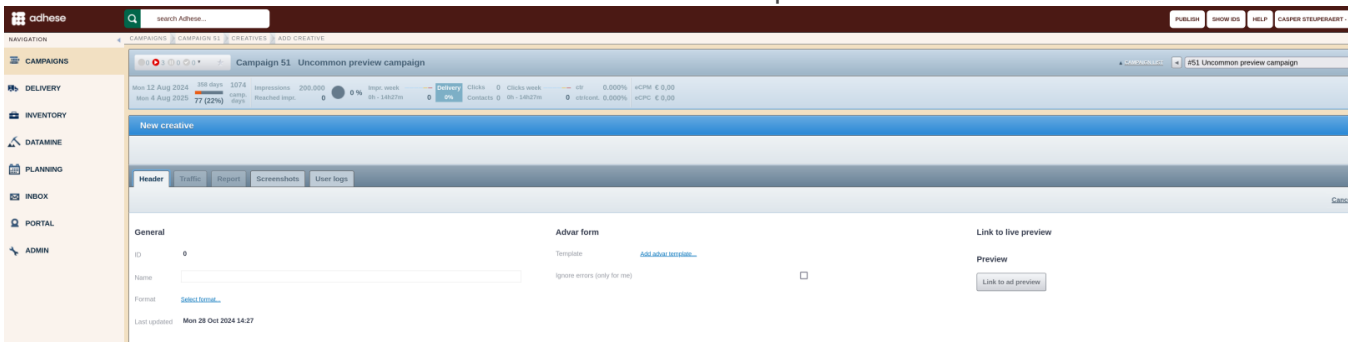 adhese
search Adhese...
PUBLISH SHOW IDS HELP CASPER STEUPERAERT -
NAVIGATION
CAMPAIGNS CAMPAIGN 51 CREATIVES ADD CREATIVE
CAMPAIGNS
Campaign 51 Uncommon preview campaign
#51 Uncommon preview campaign
DELIVERY
Mon 12 Aug 2024 358 days 1074 Impressions 200.000 0 % Impr. week -- Delivery Clicks 0 Clicks week -- ctr 0.000% eCPM € 0,00
Mon 4 Aug 2025 77 (22%) camp. days Reached impr. 0 0h - 14h27m 0 0% Contacts 0 0h - 14h27m 0 ctr/cont. 0.000% eCPC € 0,00
INVENTORY
New creative
DATAMINE
PLANNING
Header Traffic Report Screenshots User logs
INBOX
Canc
PORTAL
General Advar form Link to live preview
ADMIN
ID 0 Template Add advar template... Preview
Name Ignore errors (only for me) Link to ad preview
Format Select format...
Last updated Mon 28 Oct 2024 14:27